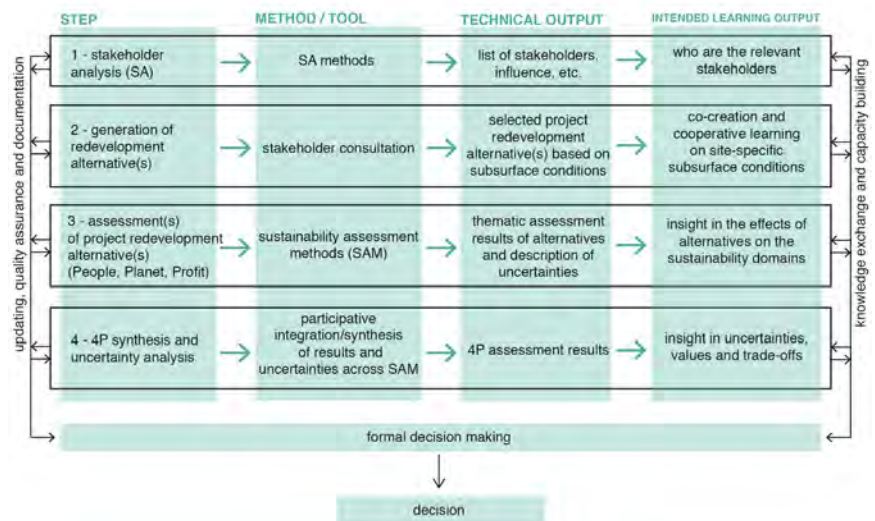 STEP
METHOD / TOOL
TECHNICAL OUTPUT
INTENDED LEARNING OUTPUT
1 - stakeholder
analysis (SA)
SA methods
list of stakeholders,
influence, etc.
who are the relevant
stakeholders
2 - generation of
redevelopment
alternative(s)
stakeholder consultation
selected project
redevelopment
alternative(s) based on
subsurface conditions
co-creation and
cooperative learning
on site-specific
subsurface conditions
3 - assessment(s)
of project redevelopment
alternative(s)
(People, Planet, Profit)
sustainability assessment
methods (SAM)
thematic assessment
results of alternatives
and description of
uncertainties
insight in the effects of
alternatives on the
sustainability domains
4 - 4P synthesis and
uncertainty analysis
participative
integration/synthesis
of results and
uncertainties across SAM
4P assessment results
insight in uncertainties,
values and trade-offs
updating, quality assurance and documentation
knowledge exchange and capacity building
formal decision making
decision